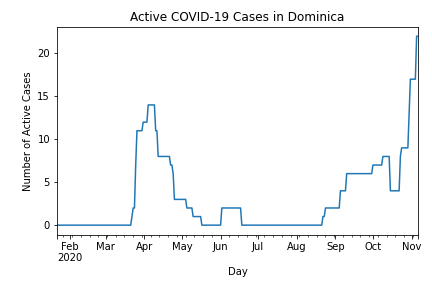 Active COVID-19 Cases in Dominica
Number of Active Cases
20
15
10
5
0
Feb Mar Apr May Jun Jul Aug Sep Oct Nov
2020
Day